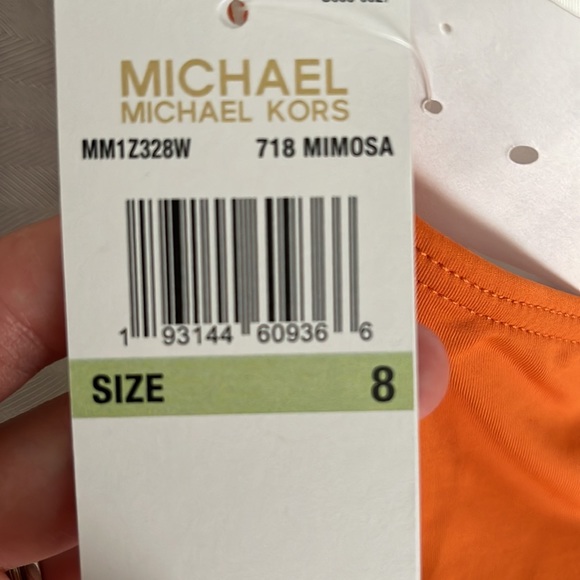 MICHAEL
MICHAEL KORS
MM1Z328W 718 MIMOSA
1 93144 60936 6
SIZE 8